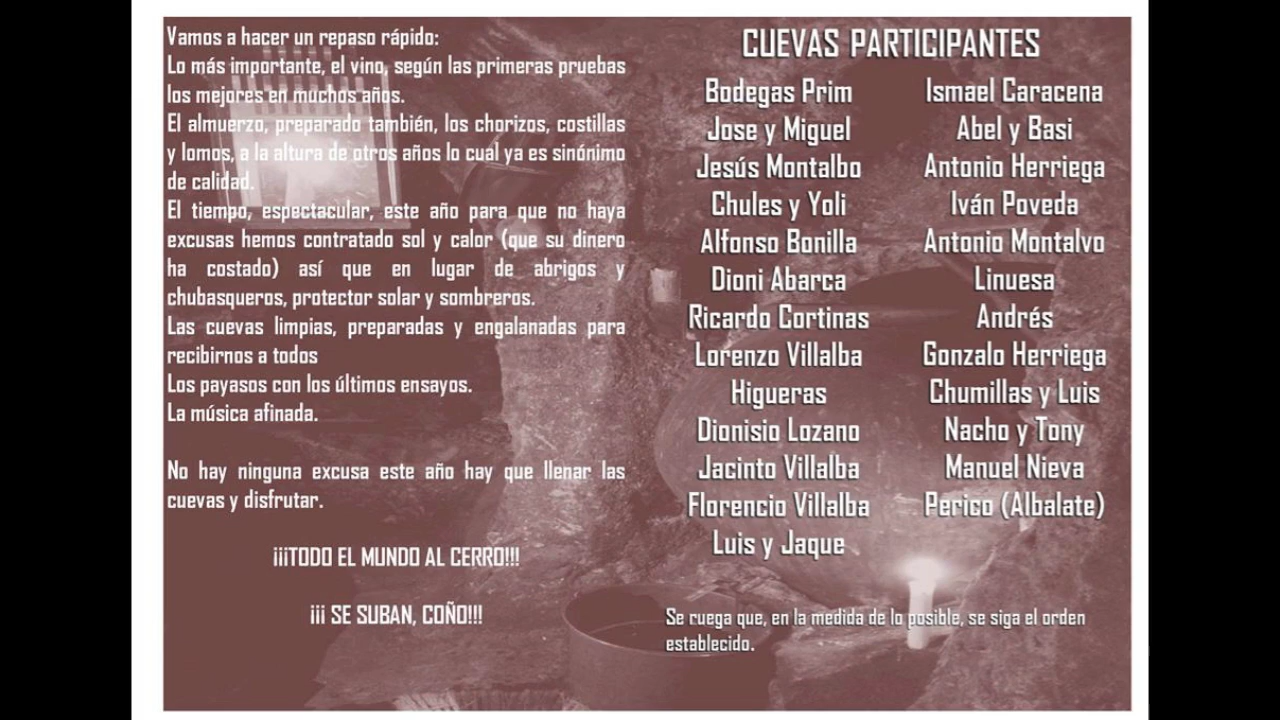 Vamos a hacer un repaso rápido:
Lo más importante, el vino, según las primeras pruebas
los mejores en muchos años.
El almuerzo, preparado también, los chorizos, costillas
y lomos, a la altura de otros años lo cual ya es sinónimo
de calidad.
El tiempo, espectacular, este año para que no haya
excusas hemos contratado sol y calor (que su dinero
ha costado) así que en lugar de abrigos y
chubasqueros, protector solar y sombreros.
Las cuevas limpias, preparadas y engalanadas para
recibirnos a todos
Los payasos con los últimos ensayos.
La música afinada.
No hay ninguna excusa este año hay que llenar las
cuevas y disfrutar.
¡¡¡TODO EL MUNDO AL CERRO!!!
¡¡¡ SE SUBAN, COÑO!!!
CUEVAS PARTICIPANTES
Bodegas Prim
Jose y Miguel
Jesús Montalbo
Chules y Yoli
Alfonso Bonilla
Dioni Abarca
Ricardo Cortinas
Lorenzo Villalba
Higueras
Dionisio Lozano
Jacinto Villalba
Florencio Villalba
Luis y Jaque
Ismael Caracena
Abel y Basi
Antonio Herriega
Iván Poveda
Antonio Montalvo
Linuesa
Andrés
Gonzalo Herriega
Chumillas y Luis
Nacho y Tony
Manuel Nieva
Perico (Albalate)
Se ruega que, en la medida de lo posible, se siga el orden
establecido.